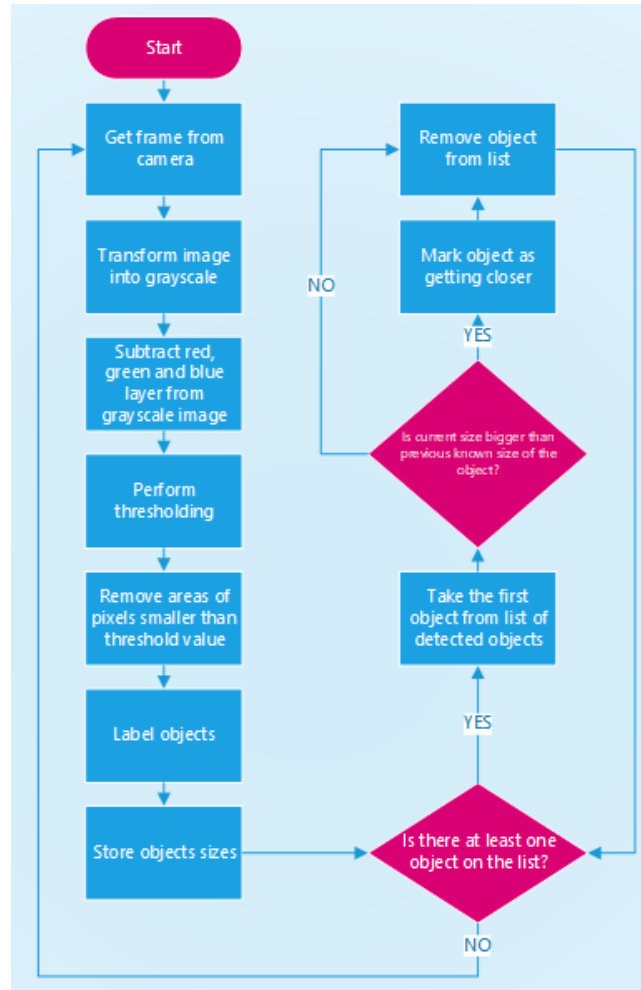 Start
Get frame from
camera
Transform image
into grayscale
Subtract red,
green and blue
layer from
grayscale image
Perform
thresholding
Remove areas of
pixels smaller than
threshold value
Label objects
Store objects sizes
Remove object
from list
Mark object as
getting closer
NO
YES
Is current size bigger than
previous known size of the
object?
Take the first
object from list of
detected objects
YES
Is there at least one
object on the list?
NO